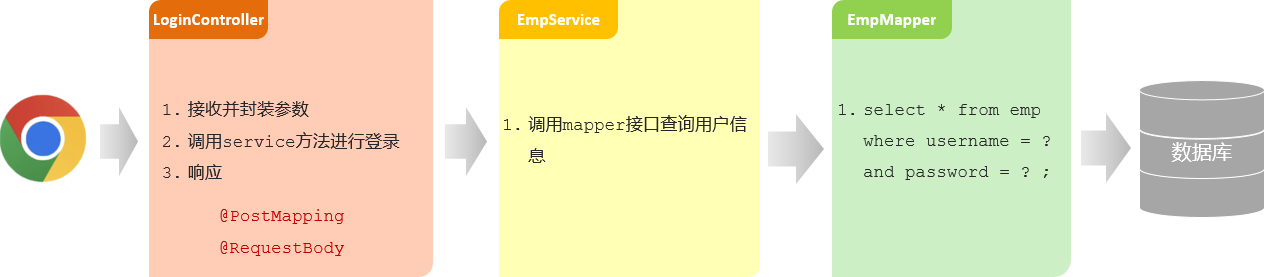 LoginController
1. 接收并封装参数
2. 调用service方法进行登录
3. 响应
@PostMapping
@RequestBody
EmpService
1. 调用mapper接口查询用户信
息
EmpMapper
1. select * from emp
where username = ?
and password = ? ;
数据库